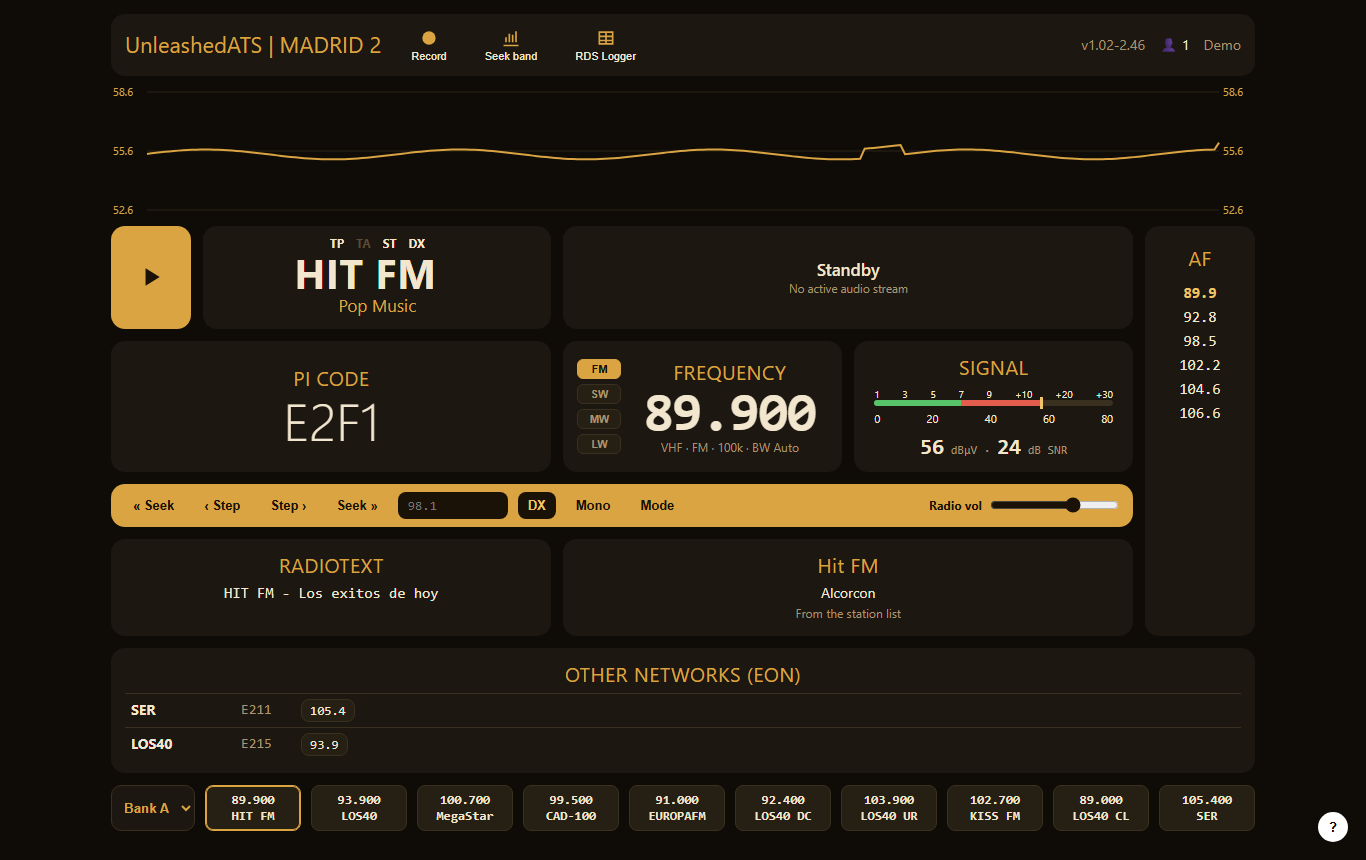 UnleashedATS | MADRID 2
Record
Seek band
RDS Logger
v1.02-2.46
1
Demo
58.6
58.6
55.6
55.6
52.6
52.6
TP TA ST DX
HIT FM
Pop Music
Standby
No active audio stream
AF
89.9
92.8
98.5
102.2
104.6
106.6
PI CODE
E2F1
FM
SW
MW
LW
FREQUENCY
89.900
VHF · FM · 100k · BW Auto
SIGNAL
1 3 5 7 9 +10 +20 +30
0 20 40 60 80
56 dBµV · 24 dB SNR
« Seek
‹ Step
Step ›
Seek »
98.1
DX
Mono
Mode
Radio vol
RADIOTEXT
HIT FM - Los exitos de hoy
Hit FM
Alcorcon
From the station list
OTHER NETWORKS (EON)
SER E211 105.4
LOS40 E215 93.9
Bank A
89.900
HIT FM
93.900
LOS40
100.700
MegaStar
99.500
CAD-100
91.000
EUROPAFM
92.400
LOS40 DC
103.900
LOS40 UR
102.700
KISS FM
89.000
LOS40 CL
105.400
SER
?